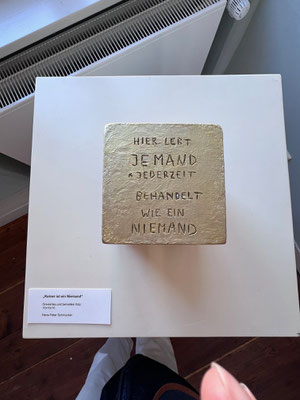 HIER LEBT
JEMAND
*JEDERZEIT
BEHANDELT
WIE EIN
NIEMAND
„Keiner ist ein Niemand"